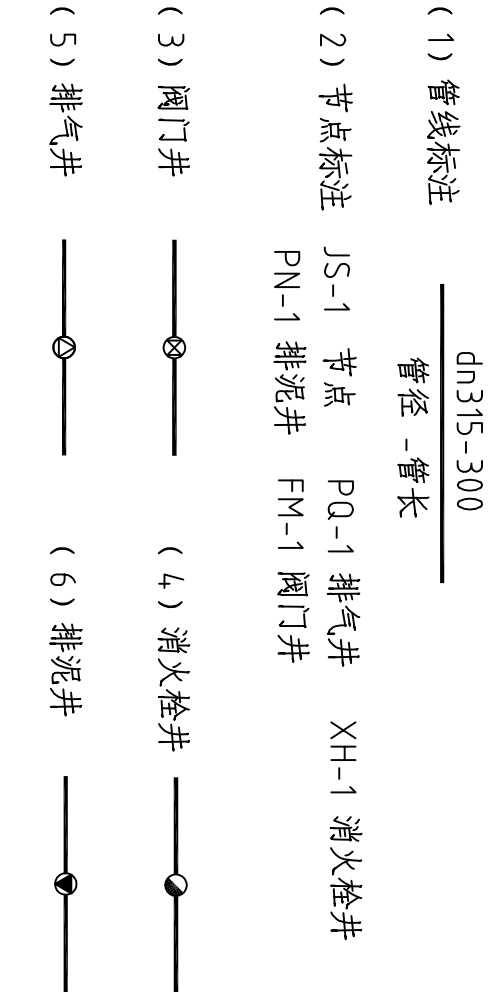 （1）管线标注
dn315-300
管径 -管长
（2）节点标注 JS-1 节点 PQ-1 排气井 XH-1 消火栓井
PN-1 排泥井 FM-1 阀门井
（3）阀门井 （4）消火栓井
（5）排气井 （6）排泥井